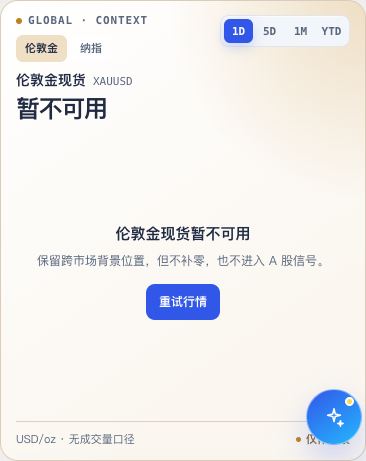 GLOBAL · CONTEXT
1D 5D 1M YTD
伦敦金 纳指
伦敦金现货 XAUUSD
暂不可用
伦敦金现货暂不可用
保留跨市场背景位置，但不补零，也不进入 A 股信号。
重试行情
USD/oz · 无成交量口径
仅